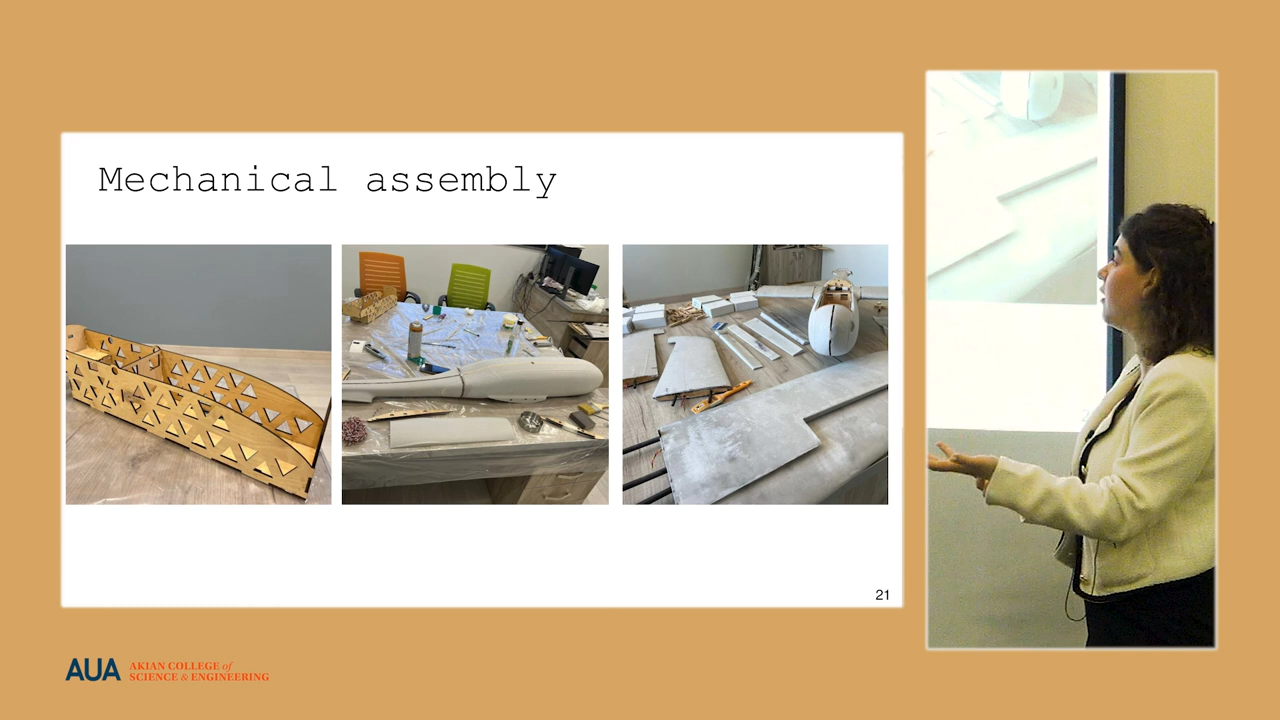 Mechanical assembly
21
AUA
AKIAN COLLEGE of
SCIENCE & ENGINEERING